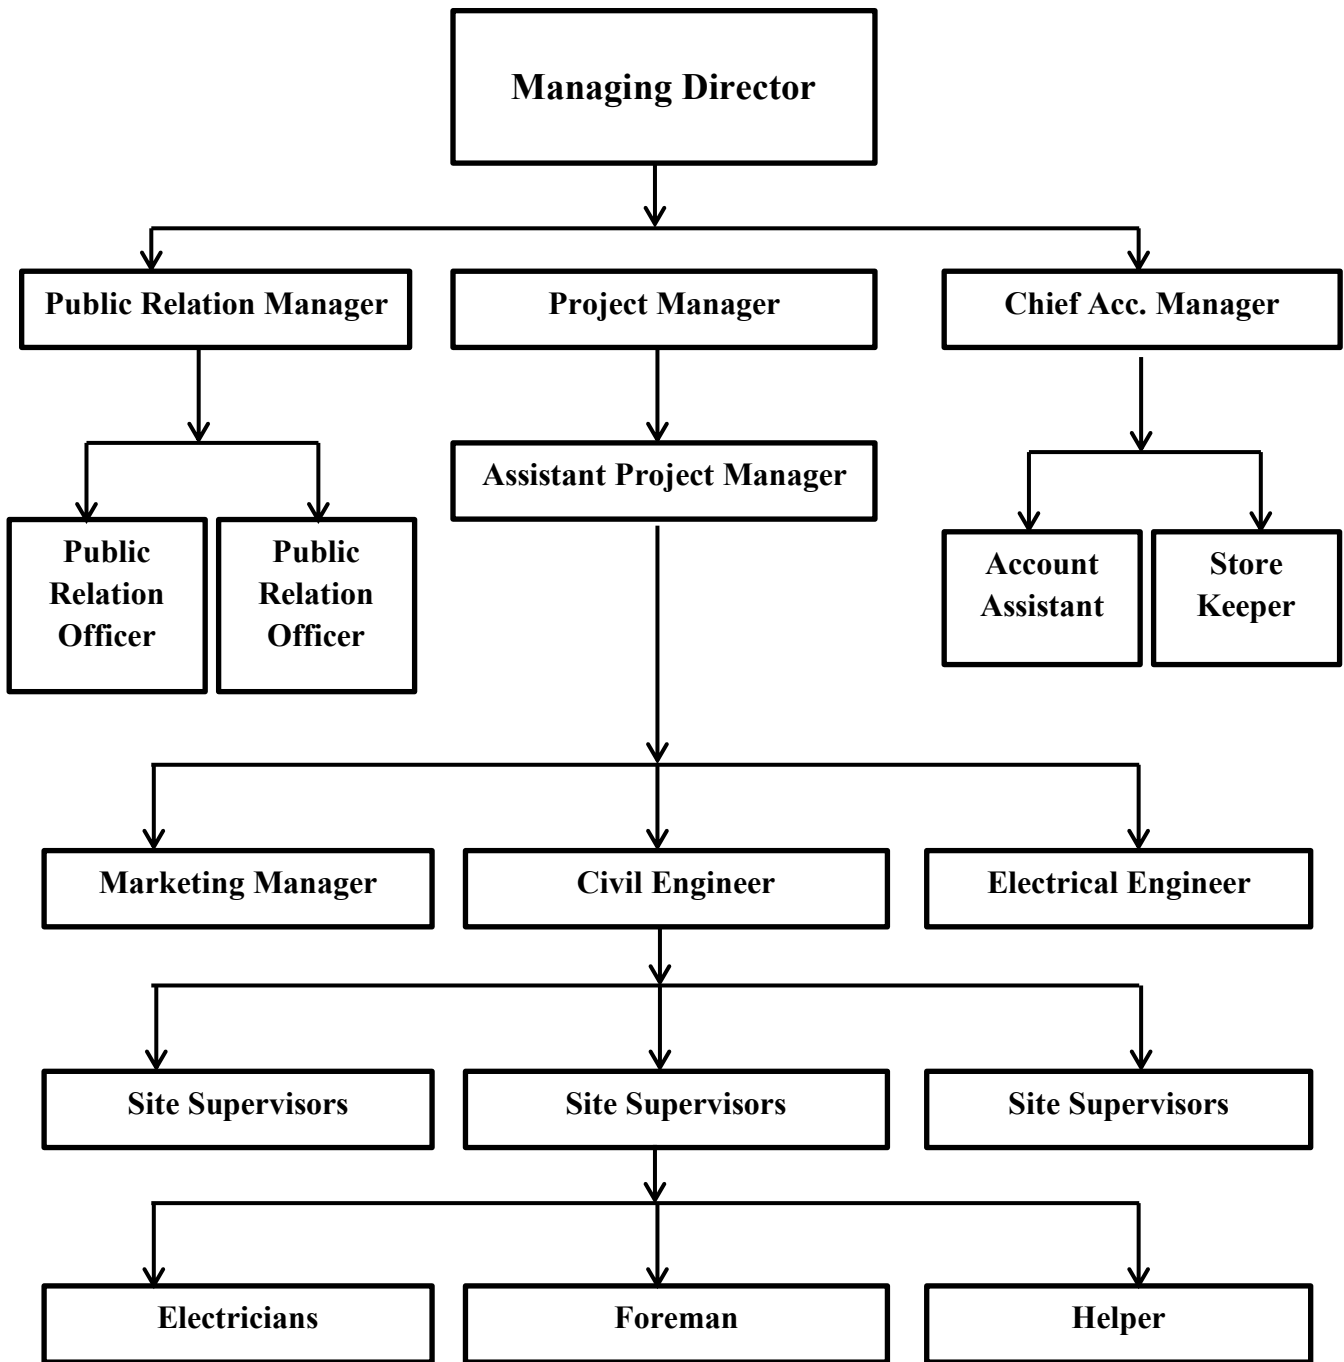 Managing Director
Public Relation Manager
Project Manager
Chief Acc. Manager
Assistant Project Manager
Public
Relation
Officer
Public
Relation
Officer
Account
Assistant
Store
Keeper
Marketing Manager
Civil Engineer
Electrical Engineer
Site Supervisors
Site Supervisors
Site Supervisors
Electricians
Foreman
Helper